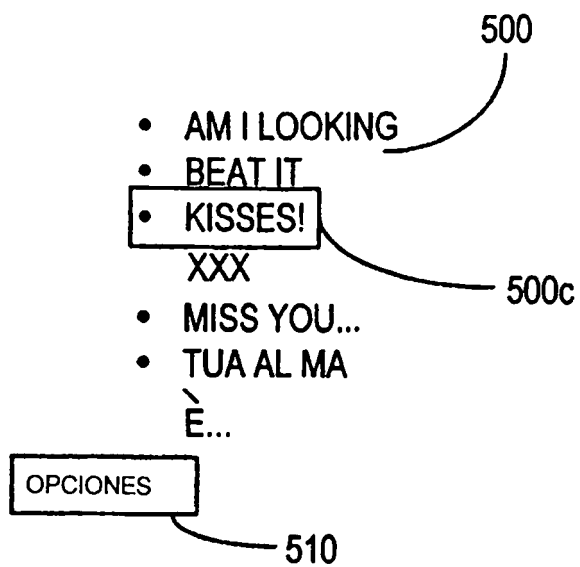 500
• AM I LOOKING
• BEAT IT
• KISSES!
XXX
500c
• MISS YOU...
• TUA AL MA
È...
OPCIONES
510